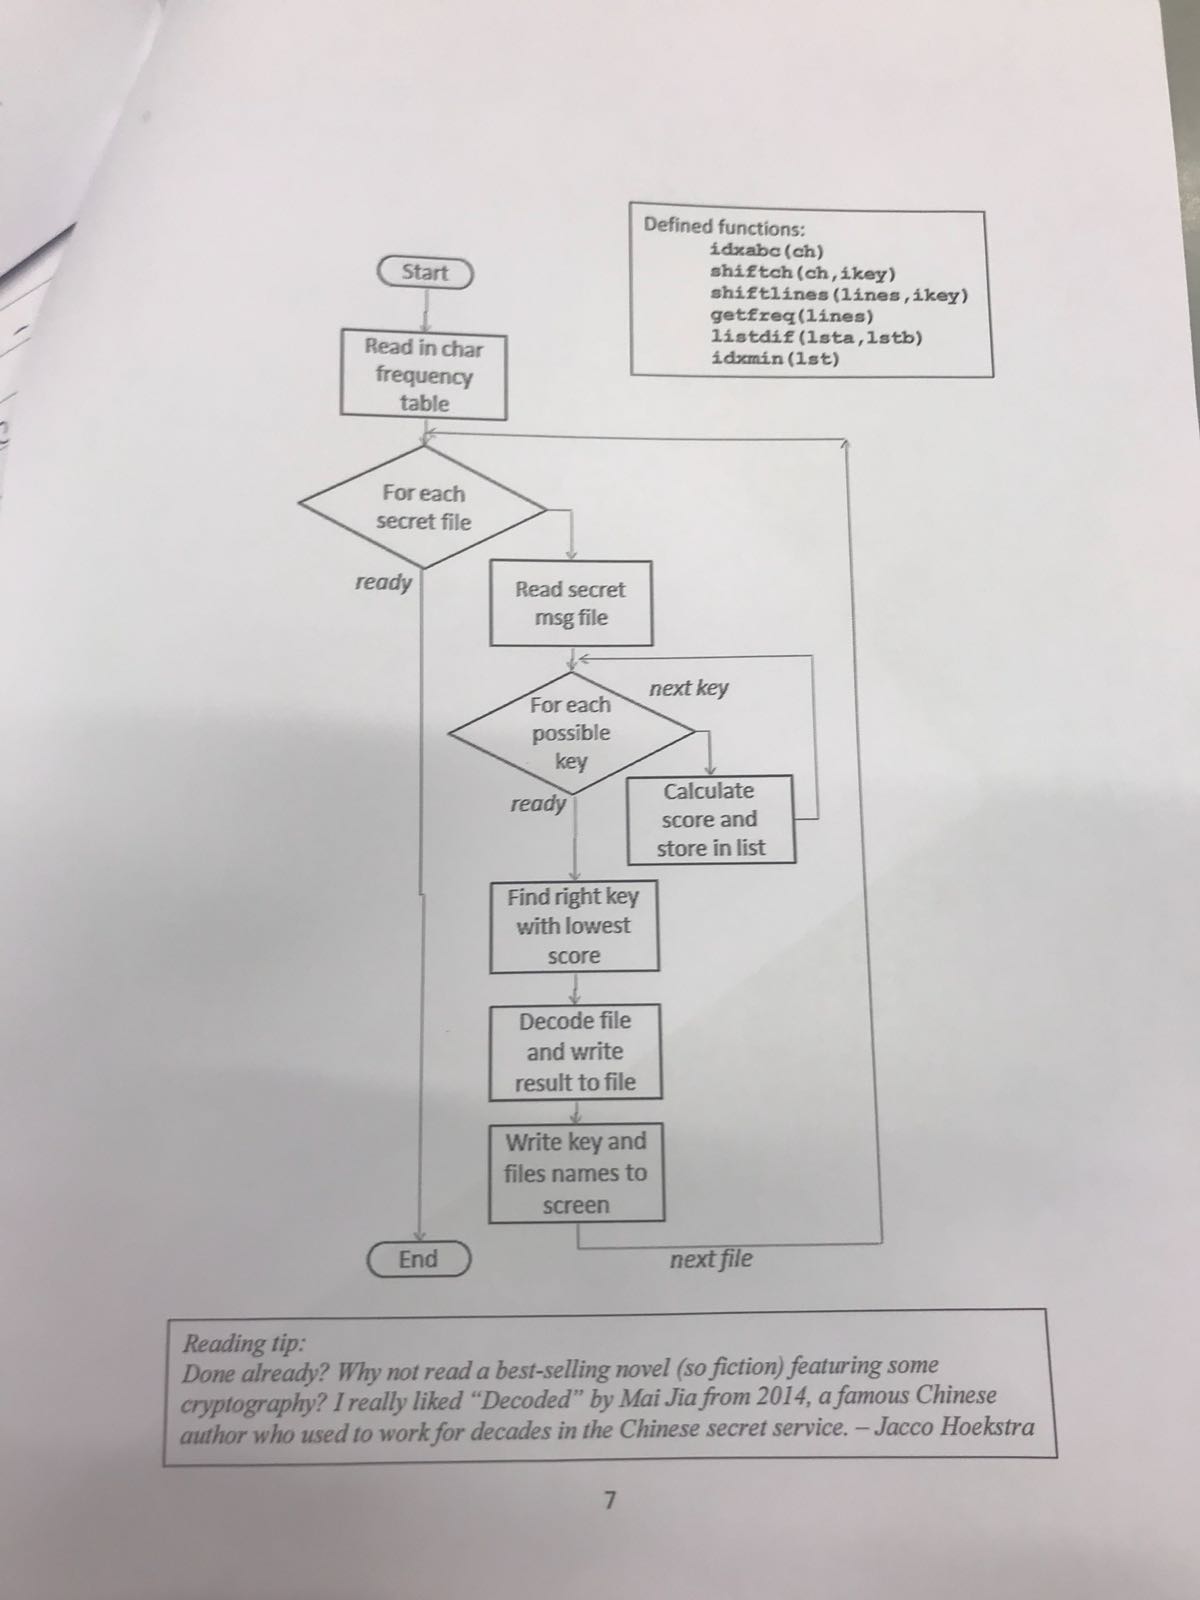 Defined functions:
idxabc(ch)
shiftch(ch,ikey)
shiftlines(lines,ikey)
getfreq(lines)
listdif(lsta,lstb)
idxmin(lst)
Start
Read in char
frequency
table
For each
secret file
ready
Read secret
msg file
next key
For each
possible
key
ready
Calculate
score and
store in list
Find right key
with lowest
score
Decode file
and write
result to file
Write key and
files names to
screen
End
next file
Reading tip:
Done already? Why not read a best-selling novel (so fiction) featuring some
cryptography? I really liked “Decoded” by Mai Jia from 2014, a famous Chinese
author who used to work for decades in the Chinese secret service. – Jacco Hoekstra
7